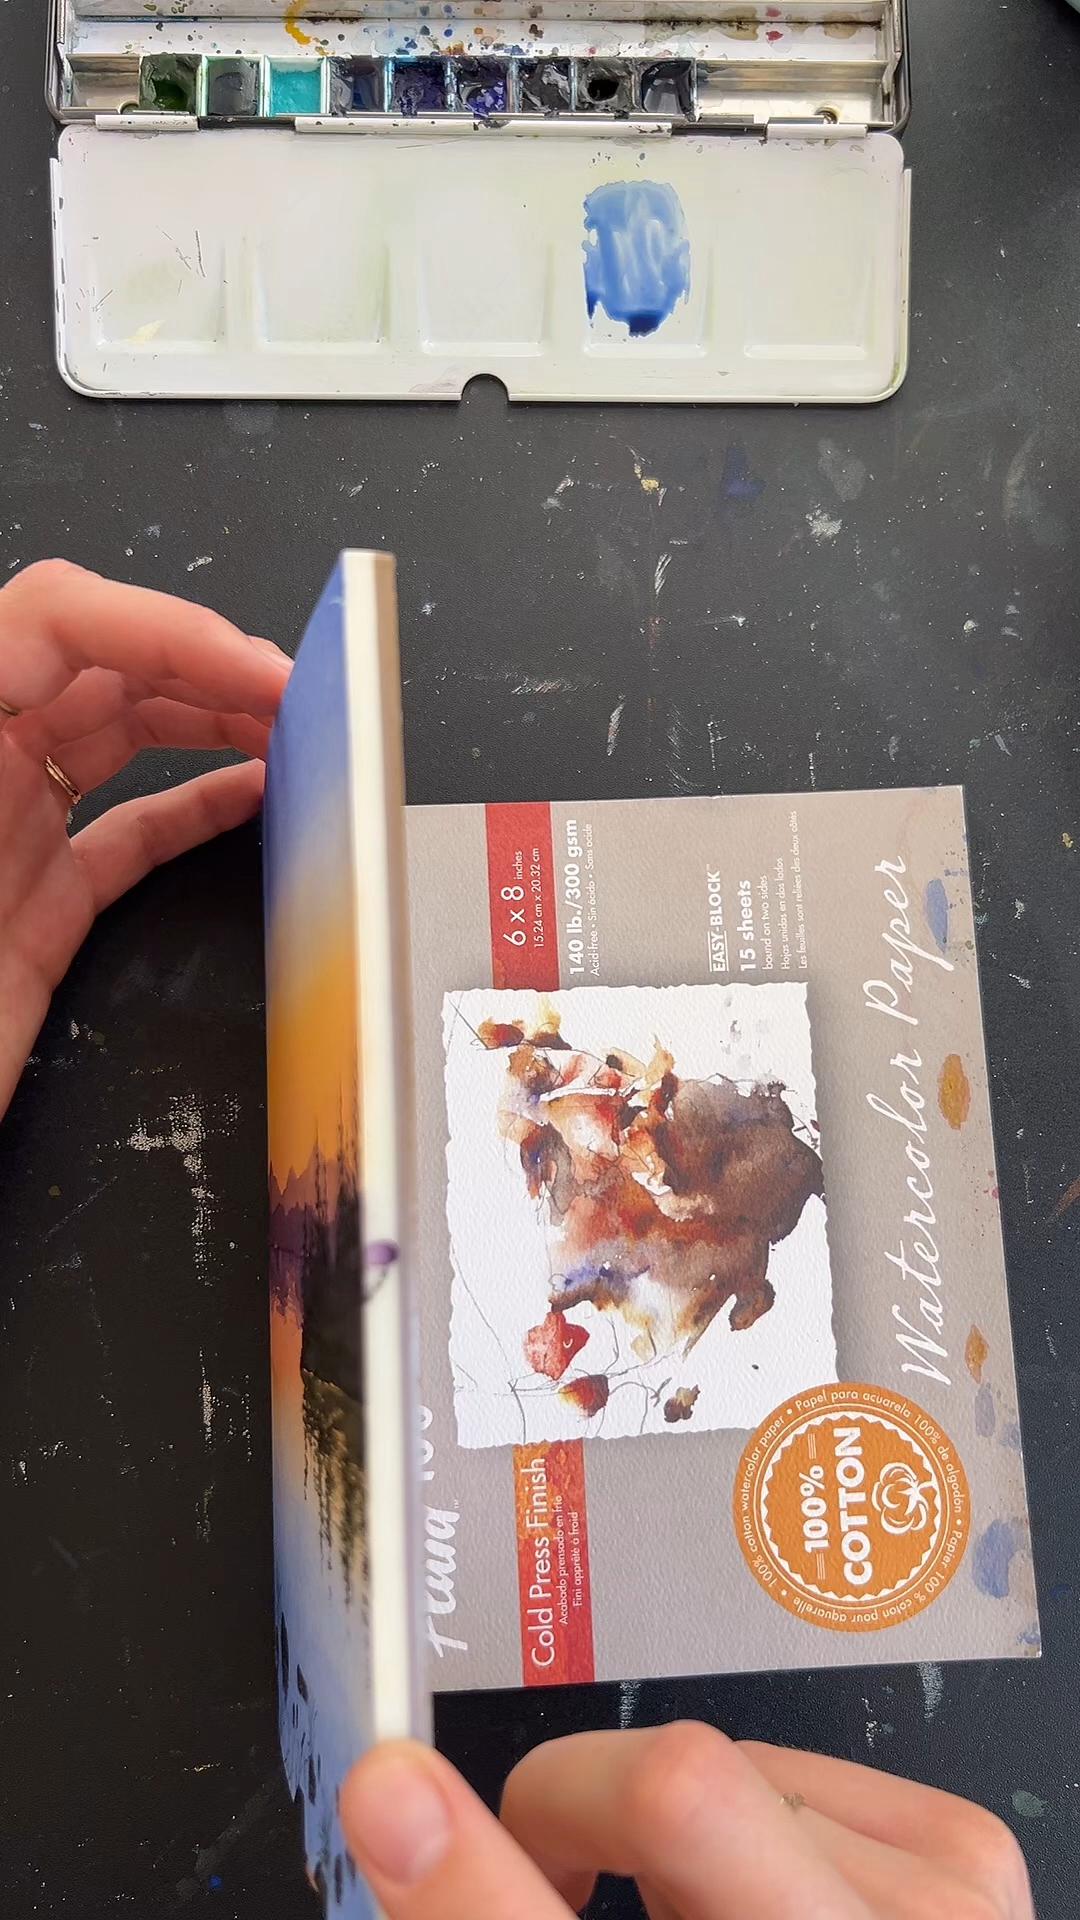 6 x 8 inches
15.24 cm x 20.32 cm
140 lb./300 gsm
Acid-free • Sin ácido • Sans acide
EASY-BLOCK™
15 sheets
bound on two sides
Hojas unidas en dos lados
Les feuilles sont reliées des deux côtés
Watercolor Paper
Cold Press Finish
Acabado prensado en frío
Fini apprêté à froid
100% cotton watercolor paper • Papel para acuarela 100% de algodón • Papier 100 % coton pour aquarelle •
100%
COTTON